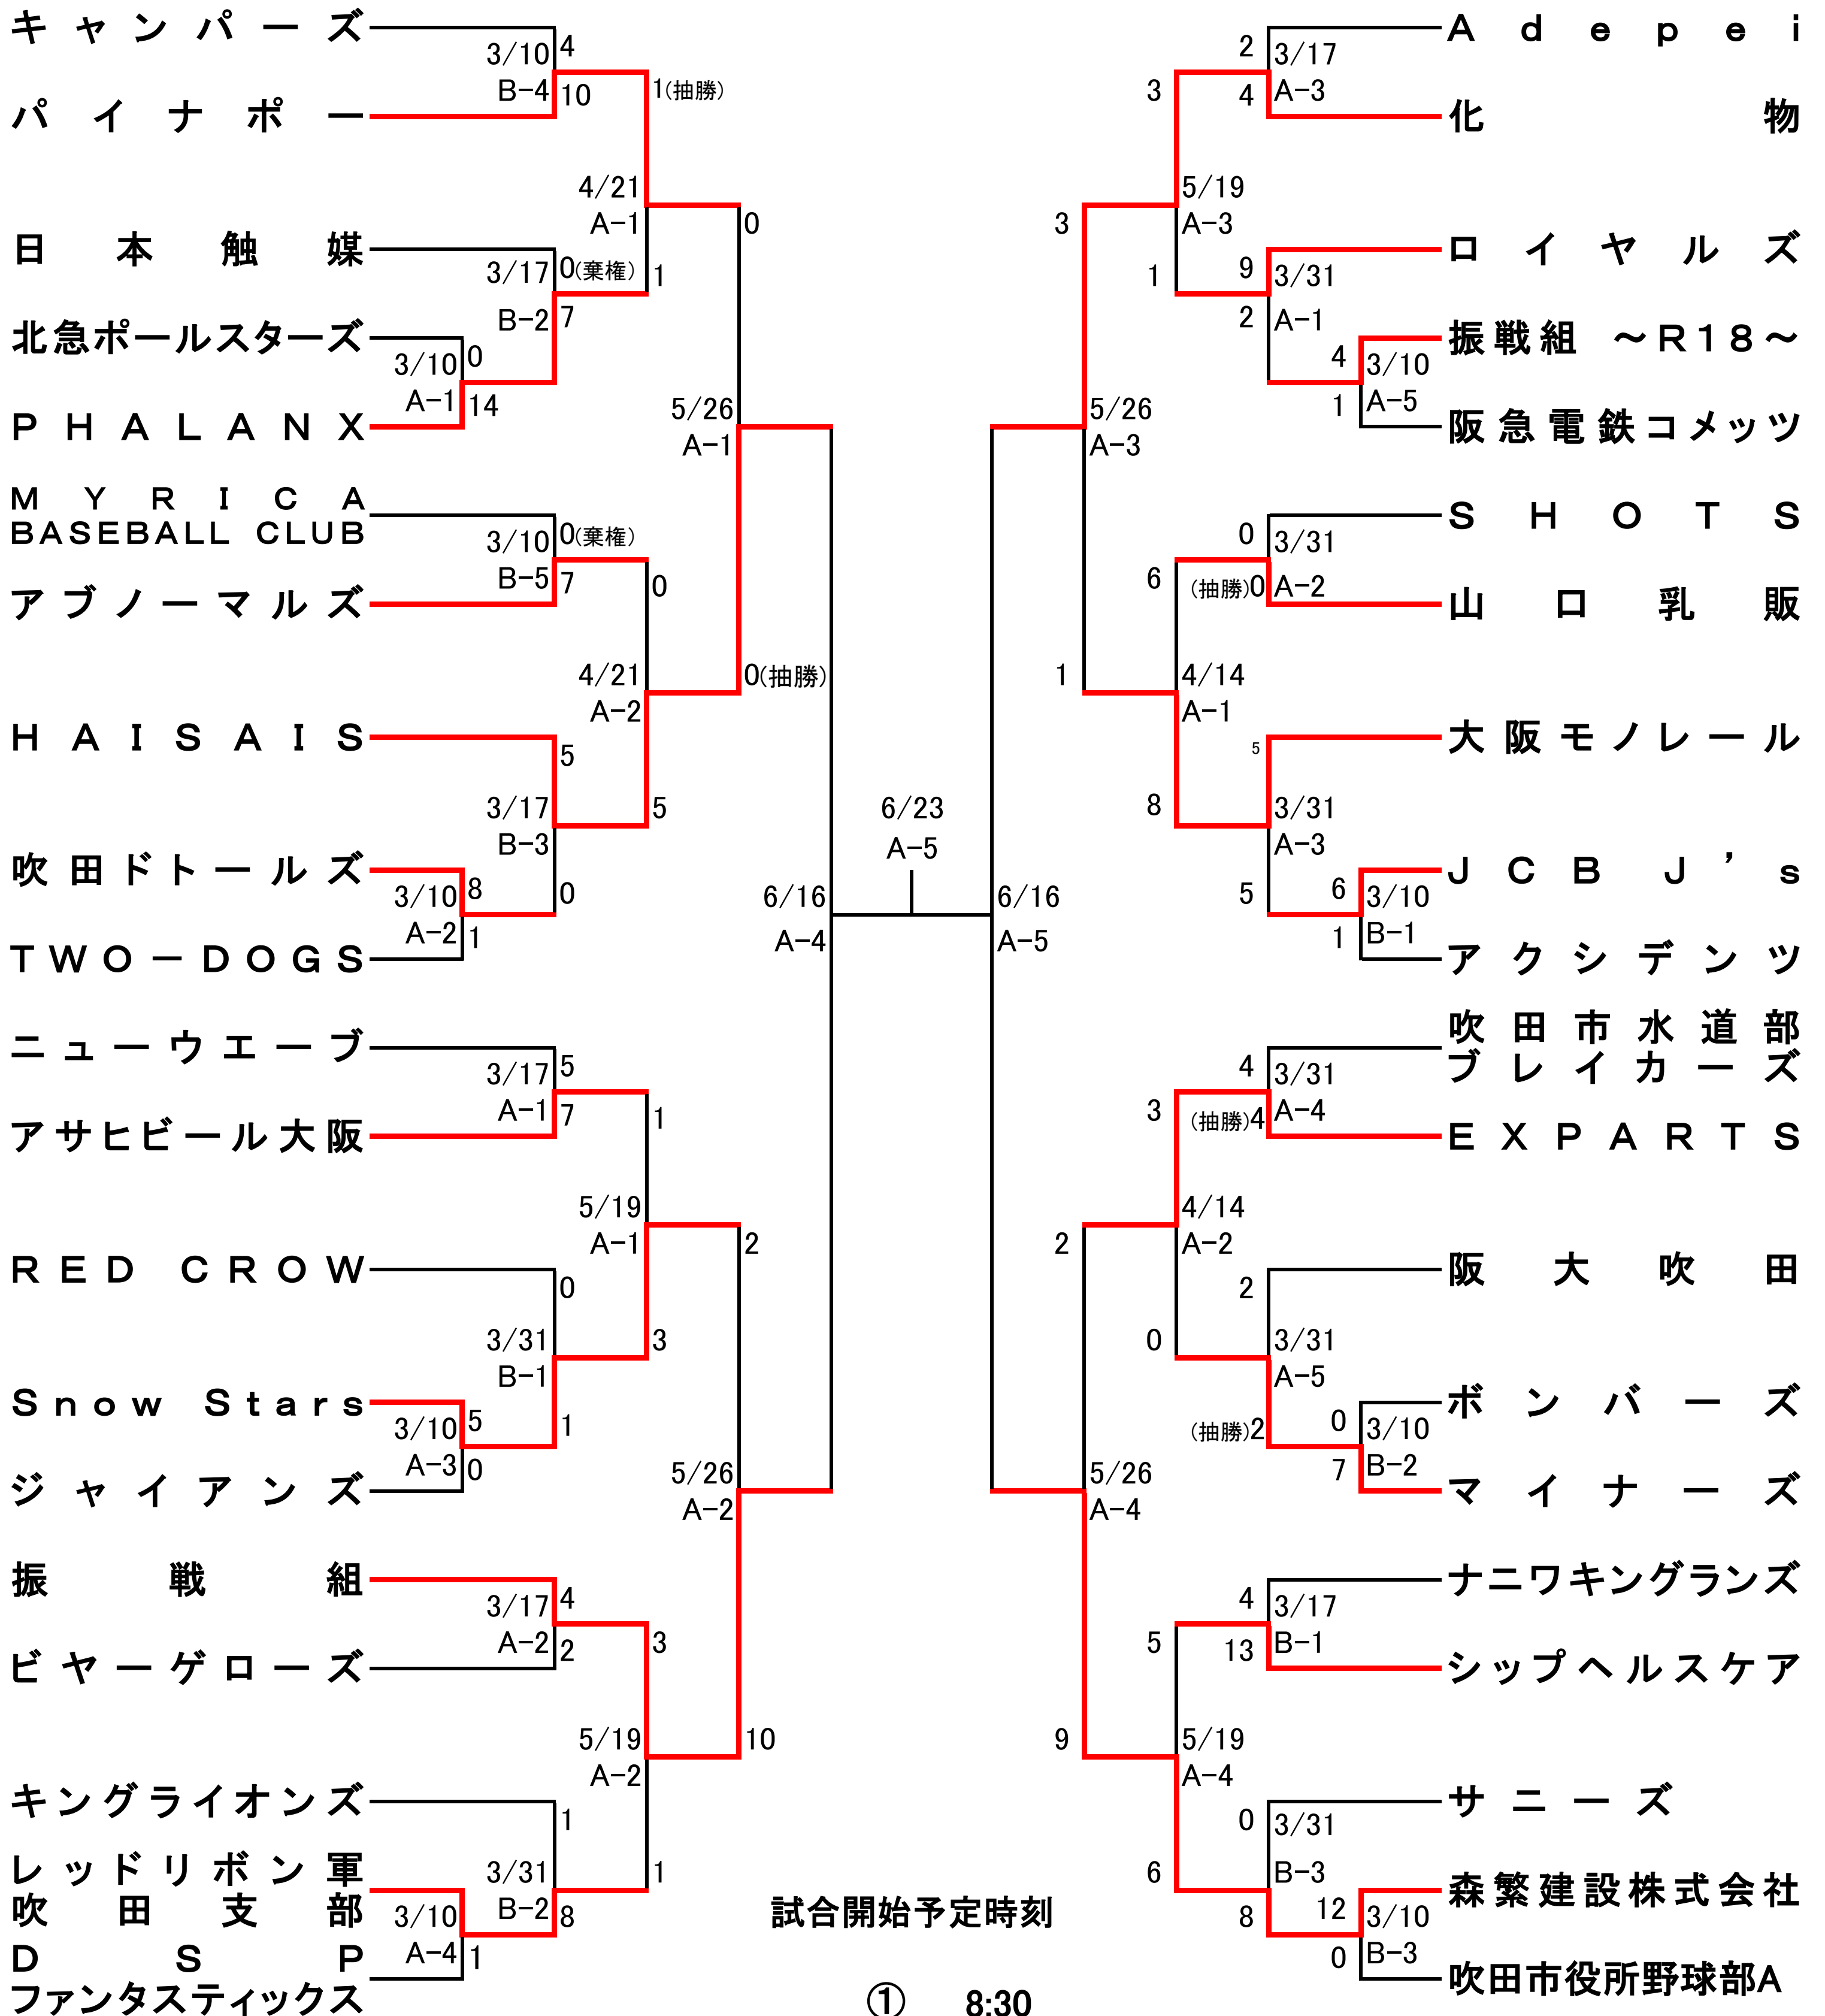 キャンパーズ
3/10 4
B-4 10
パイナポー
1(抽勝)
4/21
A-1
0
日本触媒
3/17 0(棄権)
B-2 7
1
北急ポールスターズ
3/10 0
A-1 14
PHALANX
5/26
A-1
MYRICA
BASEBALL CLUB
3/10 0(棄権)
B-5 7
アブノーマルズ
0
4/21
A-2
0(抽勝)
HAISAIS
5
3/17
B-3
5
吹田ドトールズ
3/10 8
A-2 1
0
TWO-DOGS
6/16
A-4
ニューウエーブ
3/17 5
A-1 7
アサヒビール大阪
1
5/19
A-1
2
RED CROW
0
3/31
B-1
3
Snow Stars
3/10 5
A-3 0
1
ジャイアンズ
5/26
A-2
振戦組
3/17 4
A-2 2
ビヤーゲローズ
3
5/19
A-2
10
キングライオンズ
1
3/31
B-2 8
1
レッドリボン軍
吹田支部
3/10
A-4 1
DSP
ファンタスティックス
6/23
A-5
Adepei
2 3/17
4 A-3
化物
3
5/19
A-3
3
ロイヤルズ
9 3/31
2 A-1
1
振戦組 ～R18～
4 3/10
1 A-5
阪急電鉄コメッツ
5/26
A-3
SHOTS
0 3/31
(抽勝)0 A-2
山口乳販
6
4/14
A-1
1
大阪モノレール
5
3/31
A-3
8
JCB J's
6 3/10
1 B-1
5
アクシデンツ
6/16
A-5
吹田市水道部
ブレイカーズ
4 3/31
(抽勝)4 A-4
EXPARTS
3
4/14
A-2
2
阪大吹田
2
3/31
A-5
0
ボンバーズ
0 3/10
7 B-2
(抽勝)2
マイナーズ
5/26
A-4
ナニワキングランズ
4 3/17
13 B-1
シップヘルスケア
5
5/19
A-4
9
サニーズ
0 3/31
B-3
6
8
森繁建設株式会社
12 3/10
0 B-3
吹田市役所野球部A
試合開始予定時刻
① 8:30